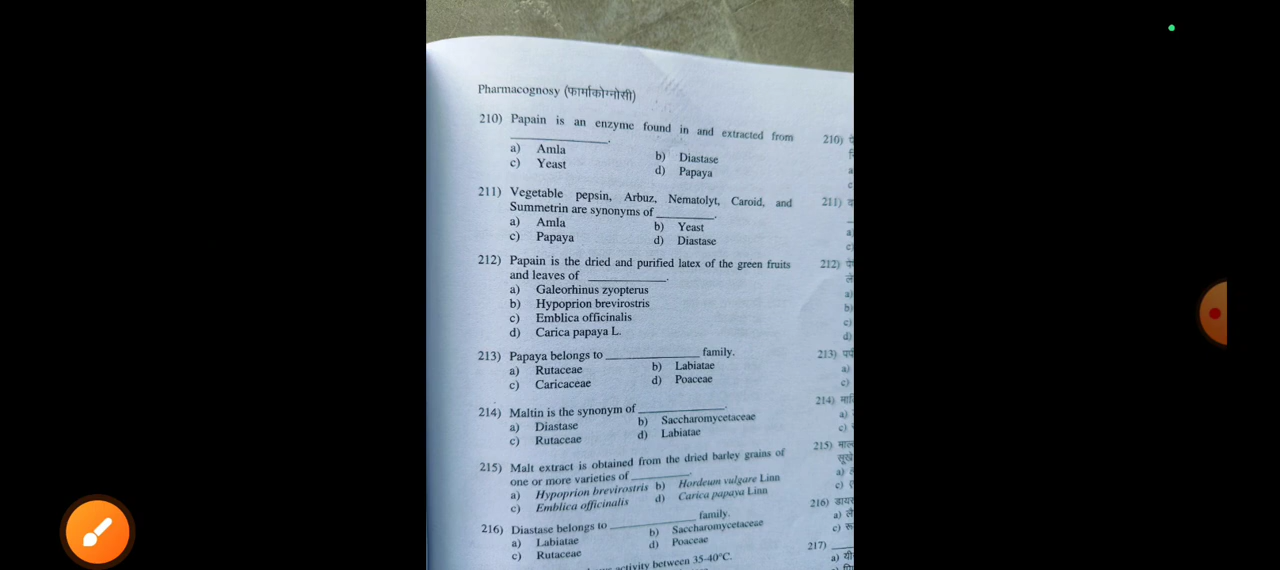 Pharmacognosy (फार्माकोग्नोसी)
210) Papain is an enzyme found in and extracted from
____________.
a) Amla b) Diastase
c) Yeast d) Papaya
211) Vegetable pepsin, Arbuz, Nematolyt, Caroid, and
Summetrin are synonyms of ________.
a) Amla b) Yeast
c) Papaya d) Diastase
212) Papain is the dried and purified latex of the green fruits
and leaves of __________.
a) Galeorhinus zyopterus
b) Hypoprion brevirostris
c) Emblica officinalis
d) Carica papaya L.
213) Papaya belongs to ____________ family.
a) Rutaceae b) Labiatae
c) Caricaceae d) Poaceae
214) Maltin is the synonym of ___________.
a) Diastase b) Saccharomycetaceae
c) Rutaceae d) Labiatae
215) Malt extract is obtained from the dried barley grains of
one or more varieties of ________.
a) Hypoprion brevirostris b) Hordeum vulgare Linn
c) Emblica officinalis d) Carica papaya Linn
216) Diastase belongs to ___________ family.
a) Labiatae b) Saccharomycetaceae
c) Rutaceae d) Poaceae
activity between 35-40°C.
210)
211)
a)
c)
212)
a)
b)
c)
d)
213)
a)
c)
214)
a)
c)
215)
a)
c)
216)
a)
c)
217)
a)